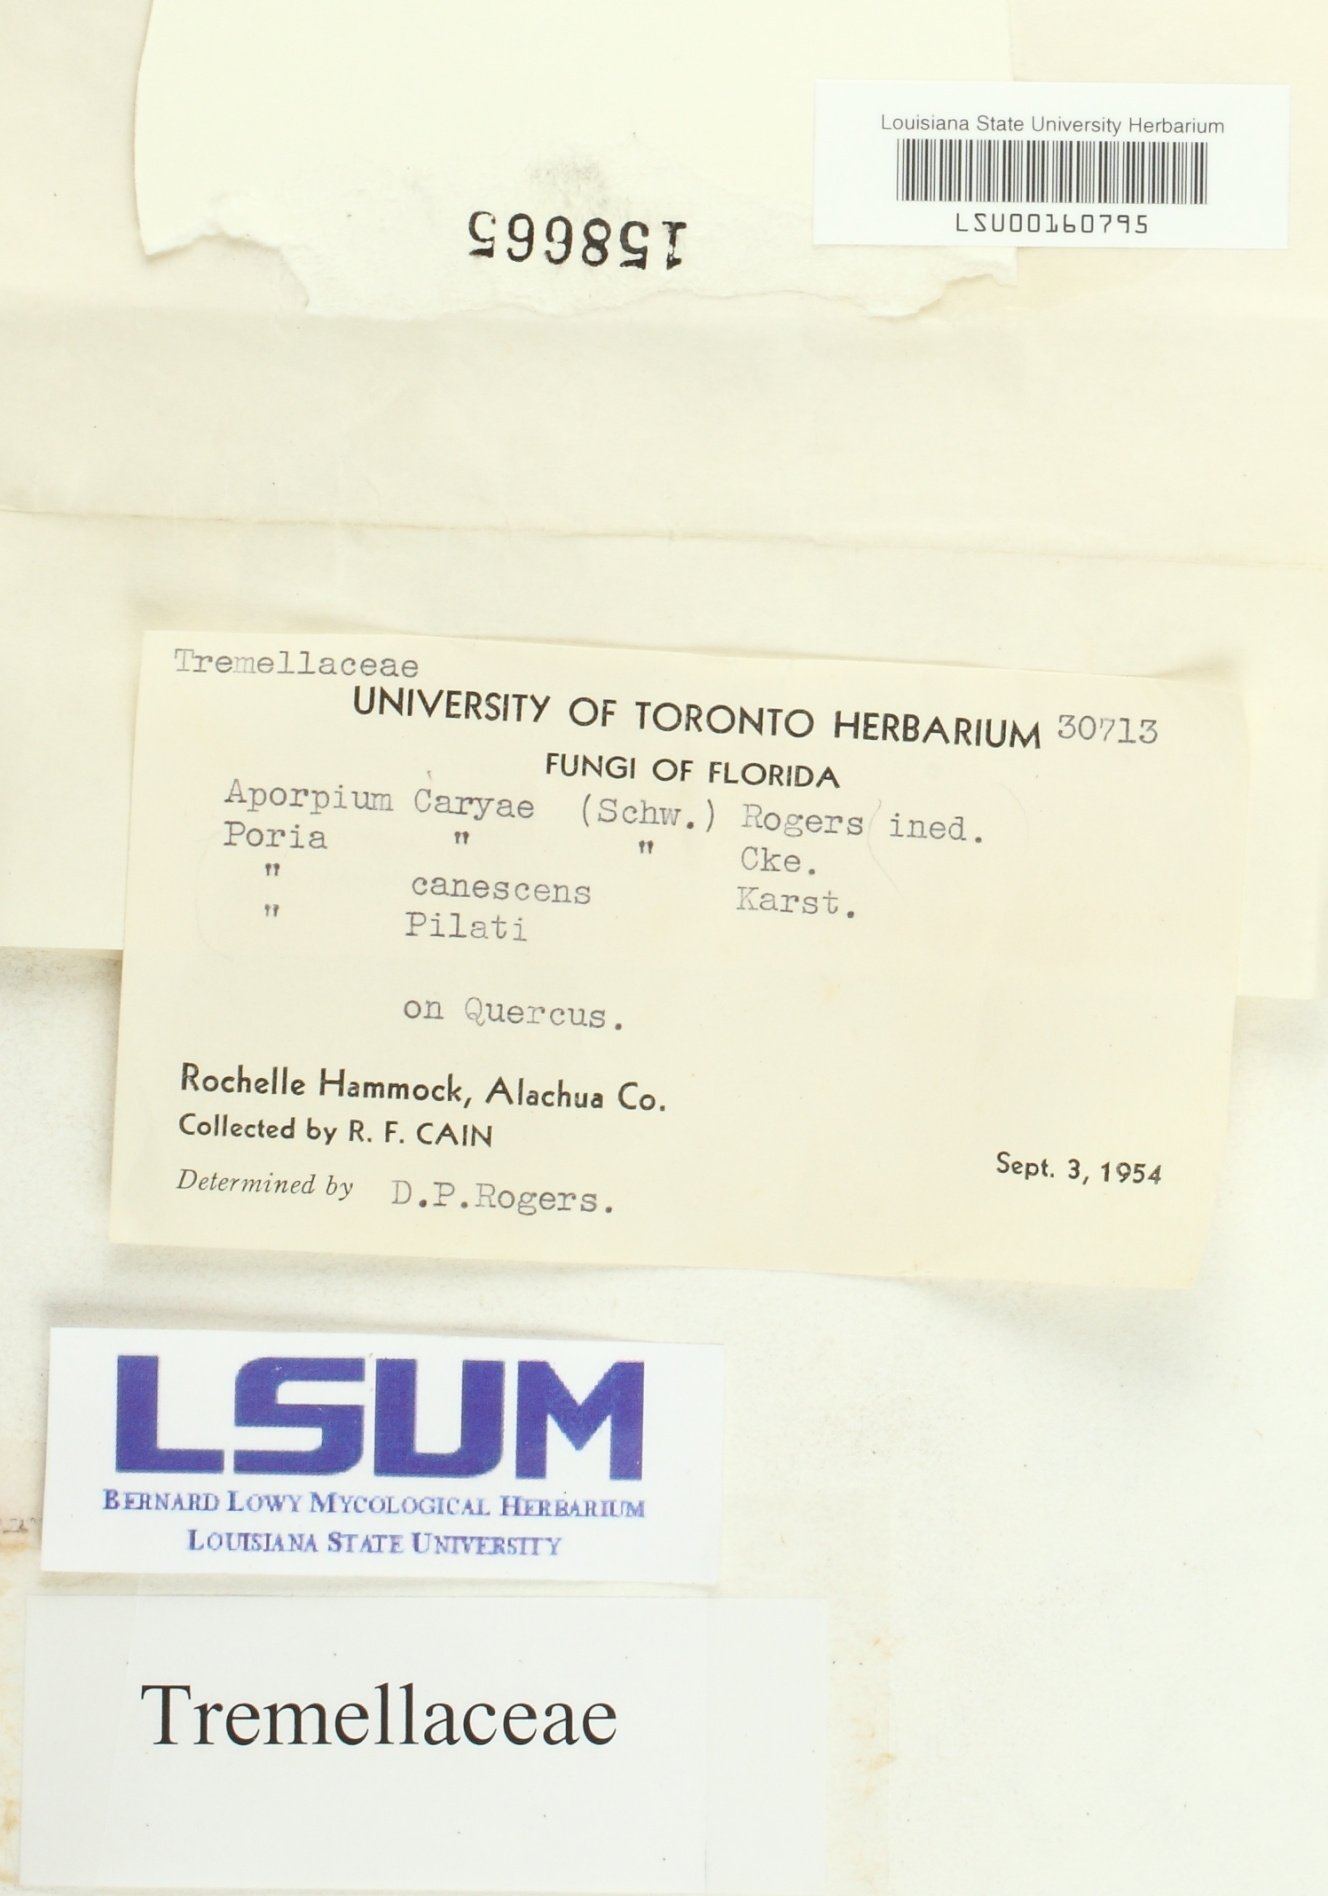 Louisiana State University Herbarium
LSU00160795
158665
Tremellaceae
UNIVERSITY OF TORONTO HERBARIUM 30713
FUNGI OF FLORIDA
Aporpium Caryae (Schw.) Rogers ined.
Poria " " Cke.
" canescens Karst.
" Pilati
on Quercus.
Rochelle Hammock, Alachua Co.
Collected by R. F. CAIN
Sept. 3, 1954
Determined by D.P.Rogers.
LSUM
BERNARD LOWY MYCOLOGICAL HERBARIUM
LOUISIANA STATE UNIVERSITY
Tremellaceae